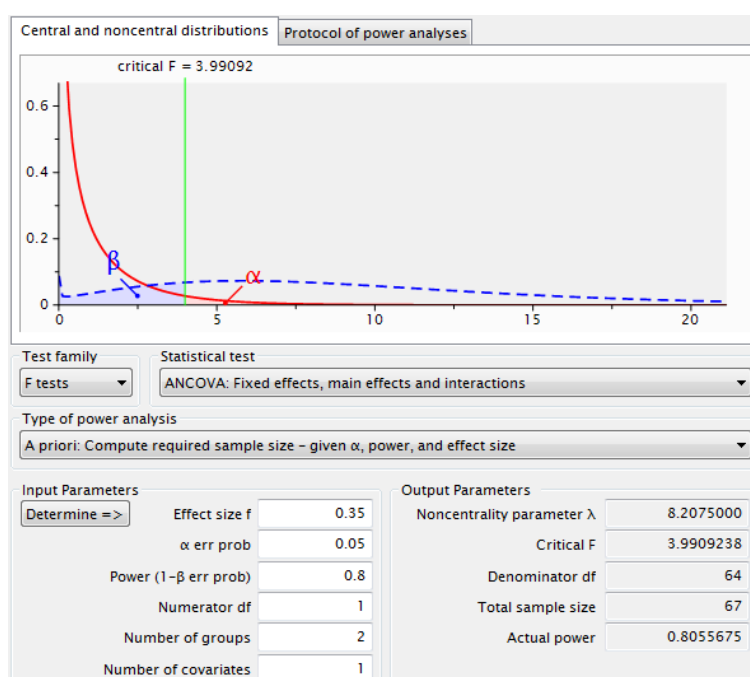 Central and noncentral distributions Protocol of power analyses
critical F = 3.99092
0.6
0.4
0.2
β
α
0
0 5 10 15 20
Test family Statistical test
F tests ANCOVA: Fixed effects, main effects and interactions
Type of power analysis
A priori: Compute required sample size – given α, power, and effect size
Input Parameters Output Parameters
Determine => Effect size f 0.35 Noncentrality parameter λ 8.2075000
α err prob 0.05 Critical F 3.9909238
Power (1-β err prob) 0.8 Denominator df 64
Numerator df 1 Total sample size 67
Number of groups 2 Actual power 0.8055675
Number of covariates 1